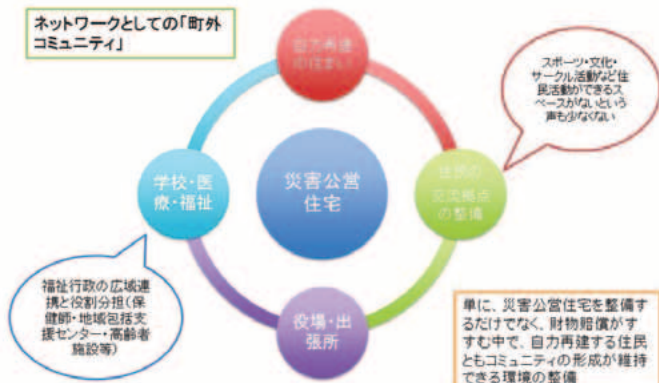 ネットワークとしての「町外
コミュニティ」
自力再建
の住まい
スポーツ・文化・
サークル活動など住
民活動ができるス
ペースがないという
声も少なくない
学校・医
療・福祉
災害公営
住宅
住民の
交流拠点
の整備
福祉行政の広域連
携と役割分担(保
健師・地域包括支
援センター・高齢者
施設等)
役場・出
張所
単に、災害公営住宅を整備す
るだけでなく、財物賠償がす
すむ中で、自力再建する住民
ともコミュニティの形成が維持
できる環境の整備